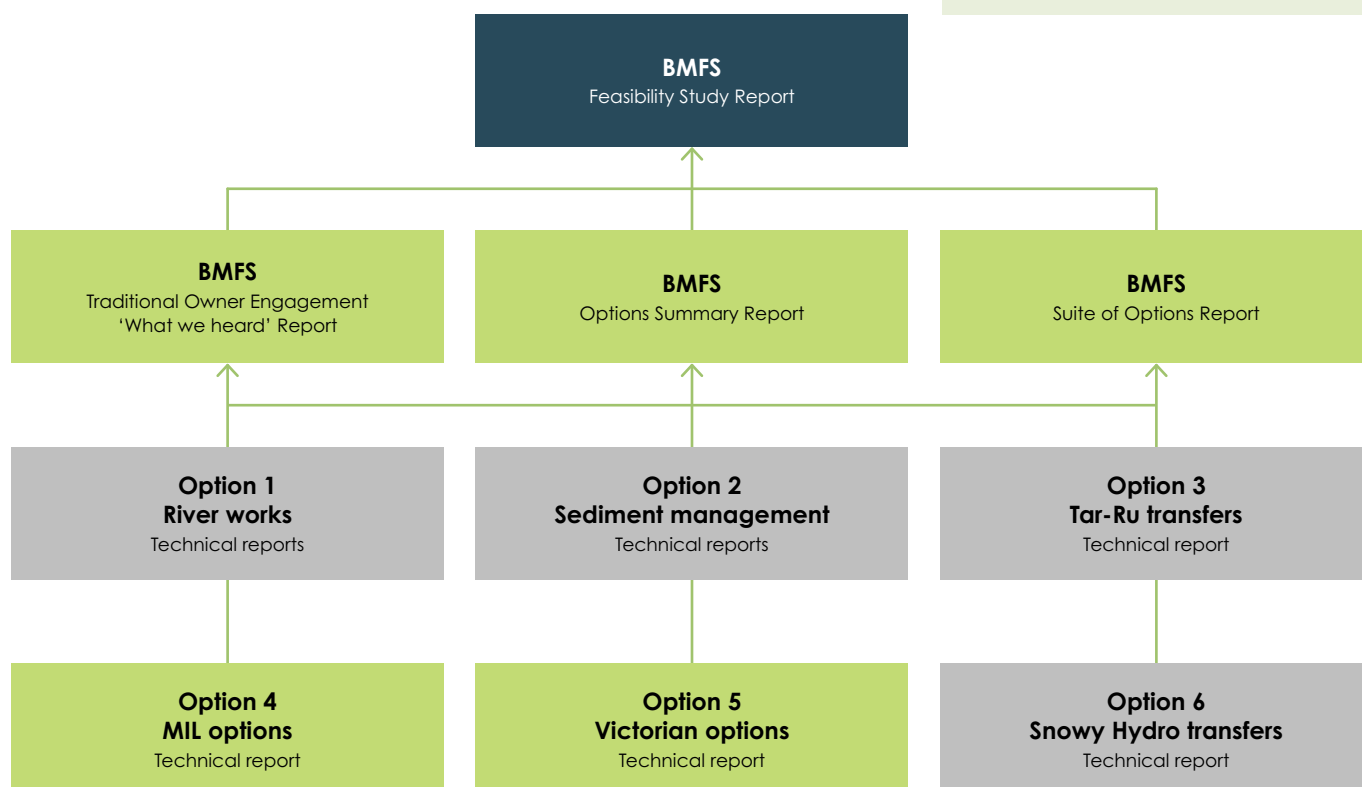 BMFS
Feasibility Study Report
BMFS
Traditional Owner Engagement
‘What we heard’ Report
BMFS
Options Summary Report
BMFS
Suite of Options Report
Option 1
River works
Technical reports
Option 2
Sediment management
Technical reports
Option 3
Tar-Ru transfers
Technical report
Option 4
MIL options
Technical report
Option 5
Victorian options
Technical report
Option 6
Snowy Hydro transfers
Technical report